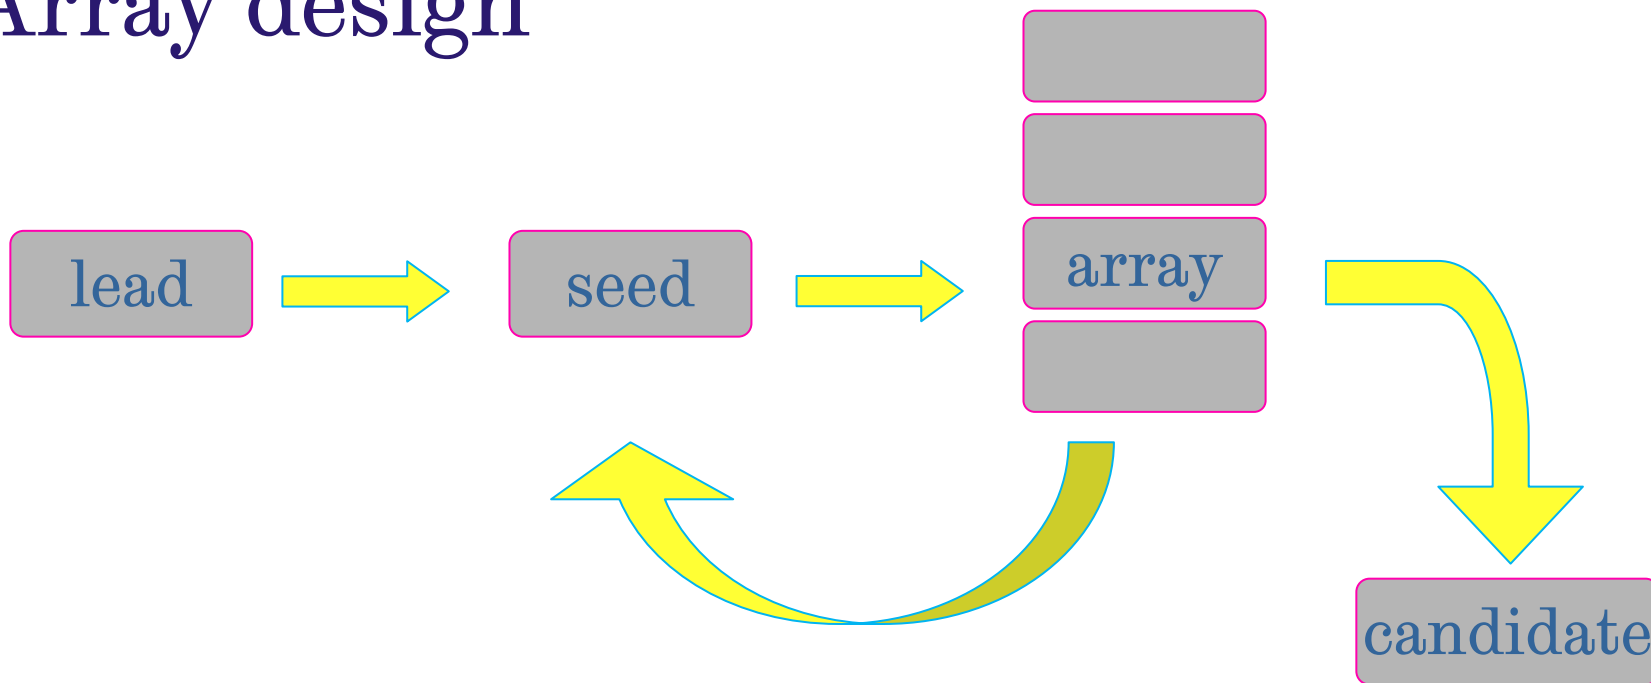 Array design
lead
seed
array
candidate